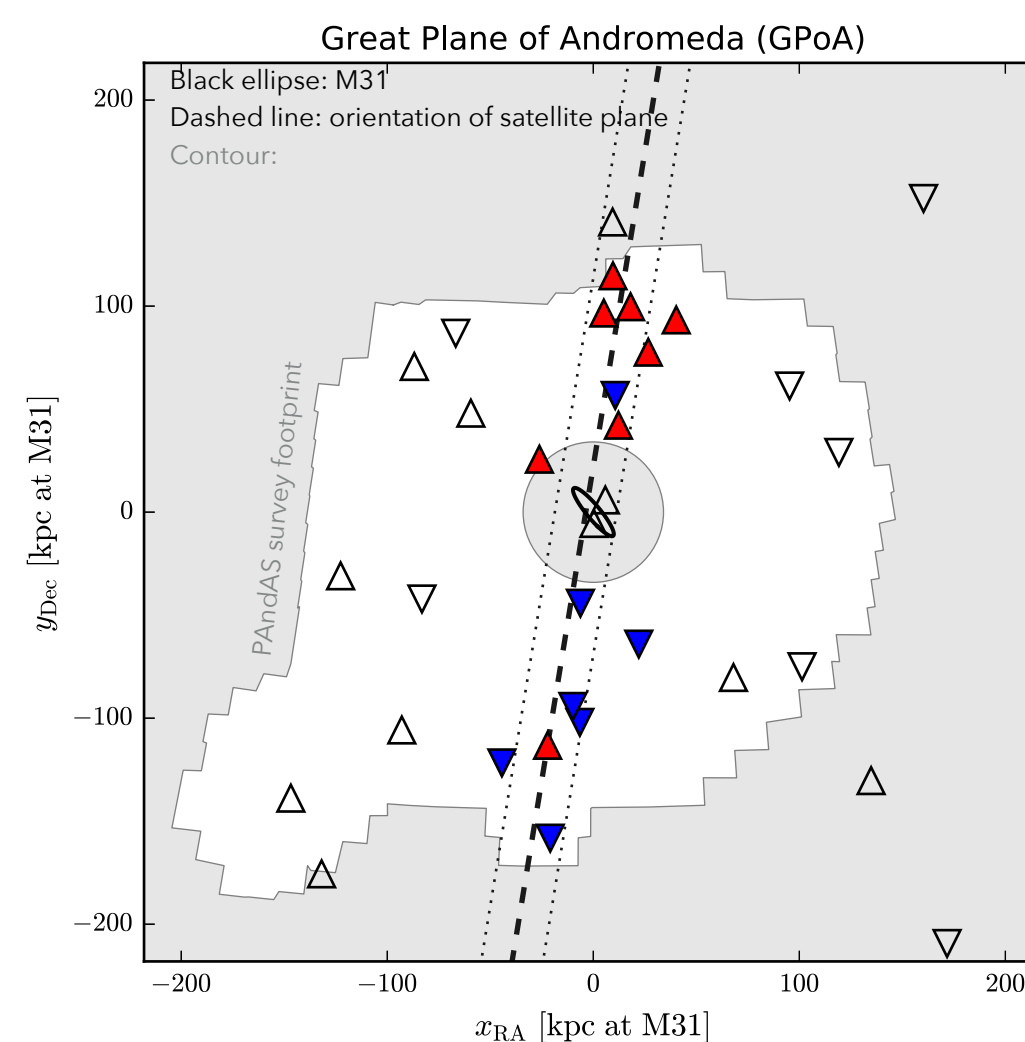 Great Plane of Andromeda (GPoA)
Black ellipse: M31
Dashed line: orientation of satellite plane
Contour:
PAndAS survey footprint
200
100
0
−100
−200
−200
−100
0
100
200
y_Dec [kpc at M31]
x_RA [kpc at M31]